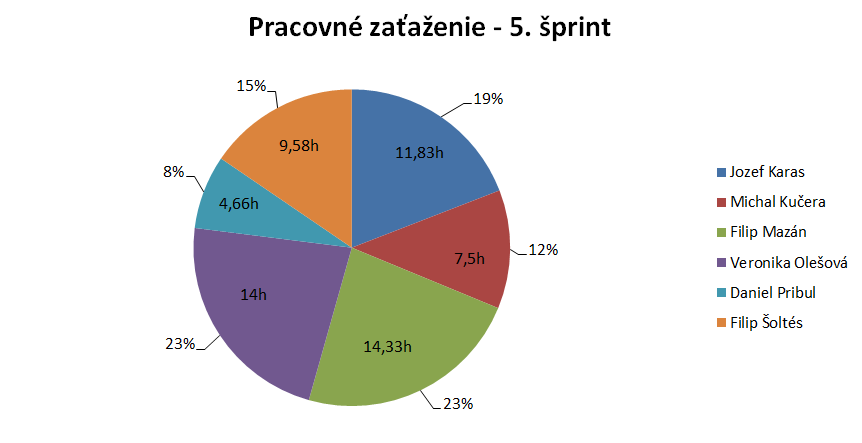 Pracovné zaťaženie - 5. šprint
15%
19%
9,58h
11,83h
8%
4,66h
7,5h
12%
14h
14,33h
23%
23%
Jozef Karas
Michal Kučera
Filip Mazán
Veronika Olešová
Daniel Pribul
Filip Šoltés